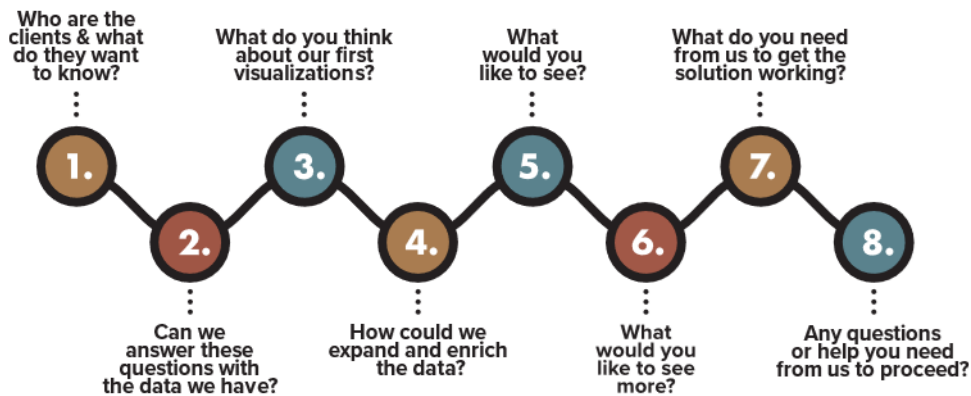 Who are the
clients & what
do they want
to know?
1.
Can we
answer these
questions with
the data we have?
2.
What do you think
about our first
visualizations?
3.
How could we
expand and enrich
the data?
4.
What
would you
like to see?
5.
What
would you
like to see
more?
6.
What do you need
from us to get the
solution working?
7.
Any questions
or help you need
from us to proceed?
8.